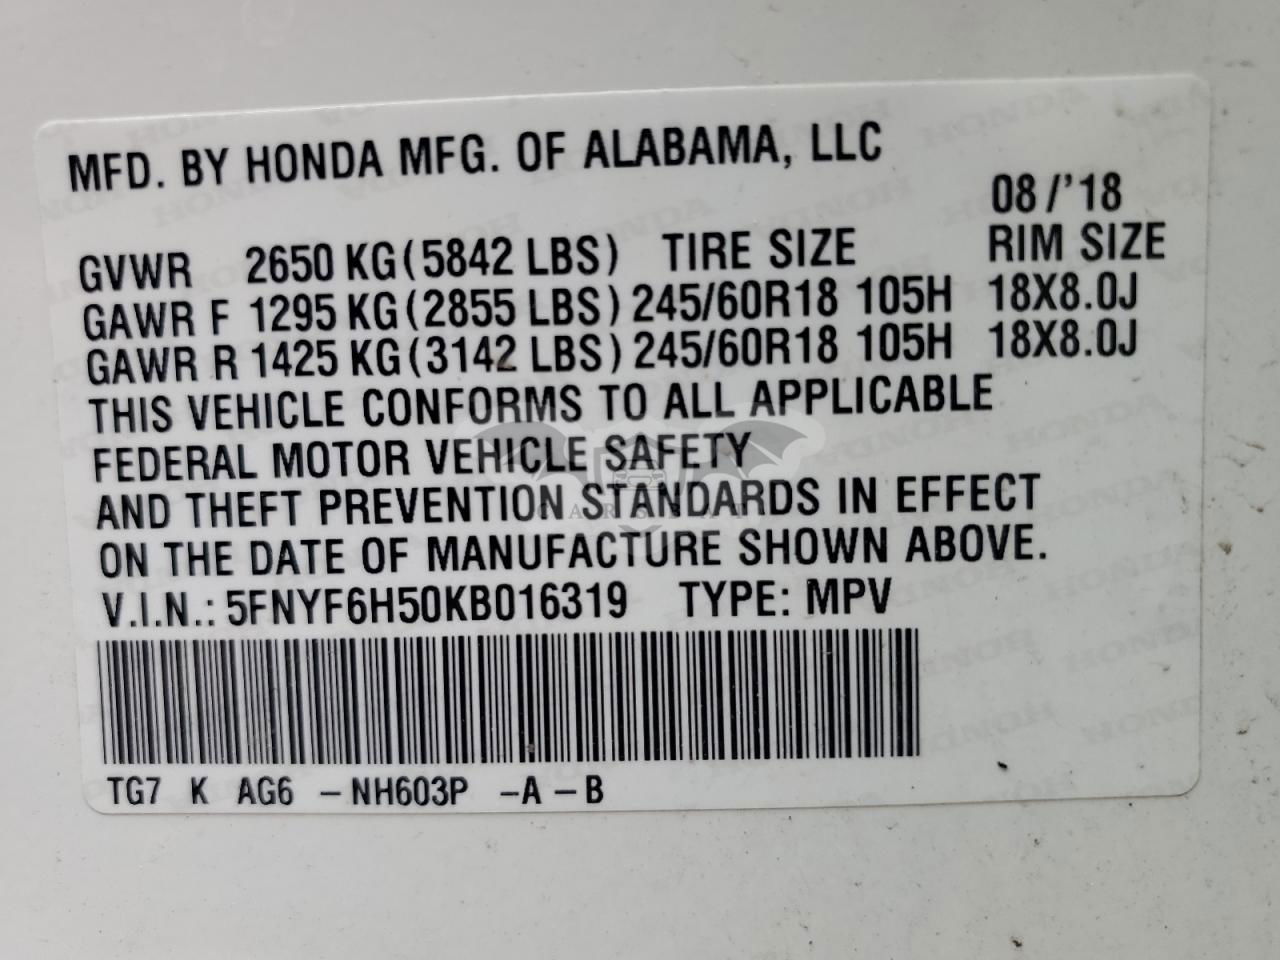 MFD. BY HONDA MFG. OF ALABAMA, LLC
08/'18
GVWR 2650 KG(5842 LBS) TIRE SIZE RIM SIZE
GAWR F 1295 KG(2855 LBS) 245/60R18 105H 18X8.0J
GAWR R 1425 KG(3142 LBS) 245/60R18 105H 18X8.0J
THIS VEHICLE CONFORMS TO ALL APPLICABLE
FEDERAL MOTOR VEHICLE SAFETY
AND THEFT PREVENTION STANDARDS IN EFFECT
CARSBAT
ON THE DATE OF MANUFACTURE SHOWN ABOVE.
V.I.N.: 5FNYF6H50KB016319 TYPE: MPV
TG7 K AG6 -NH603P -A -B